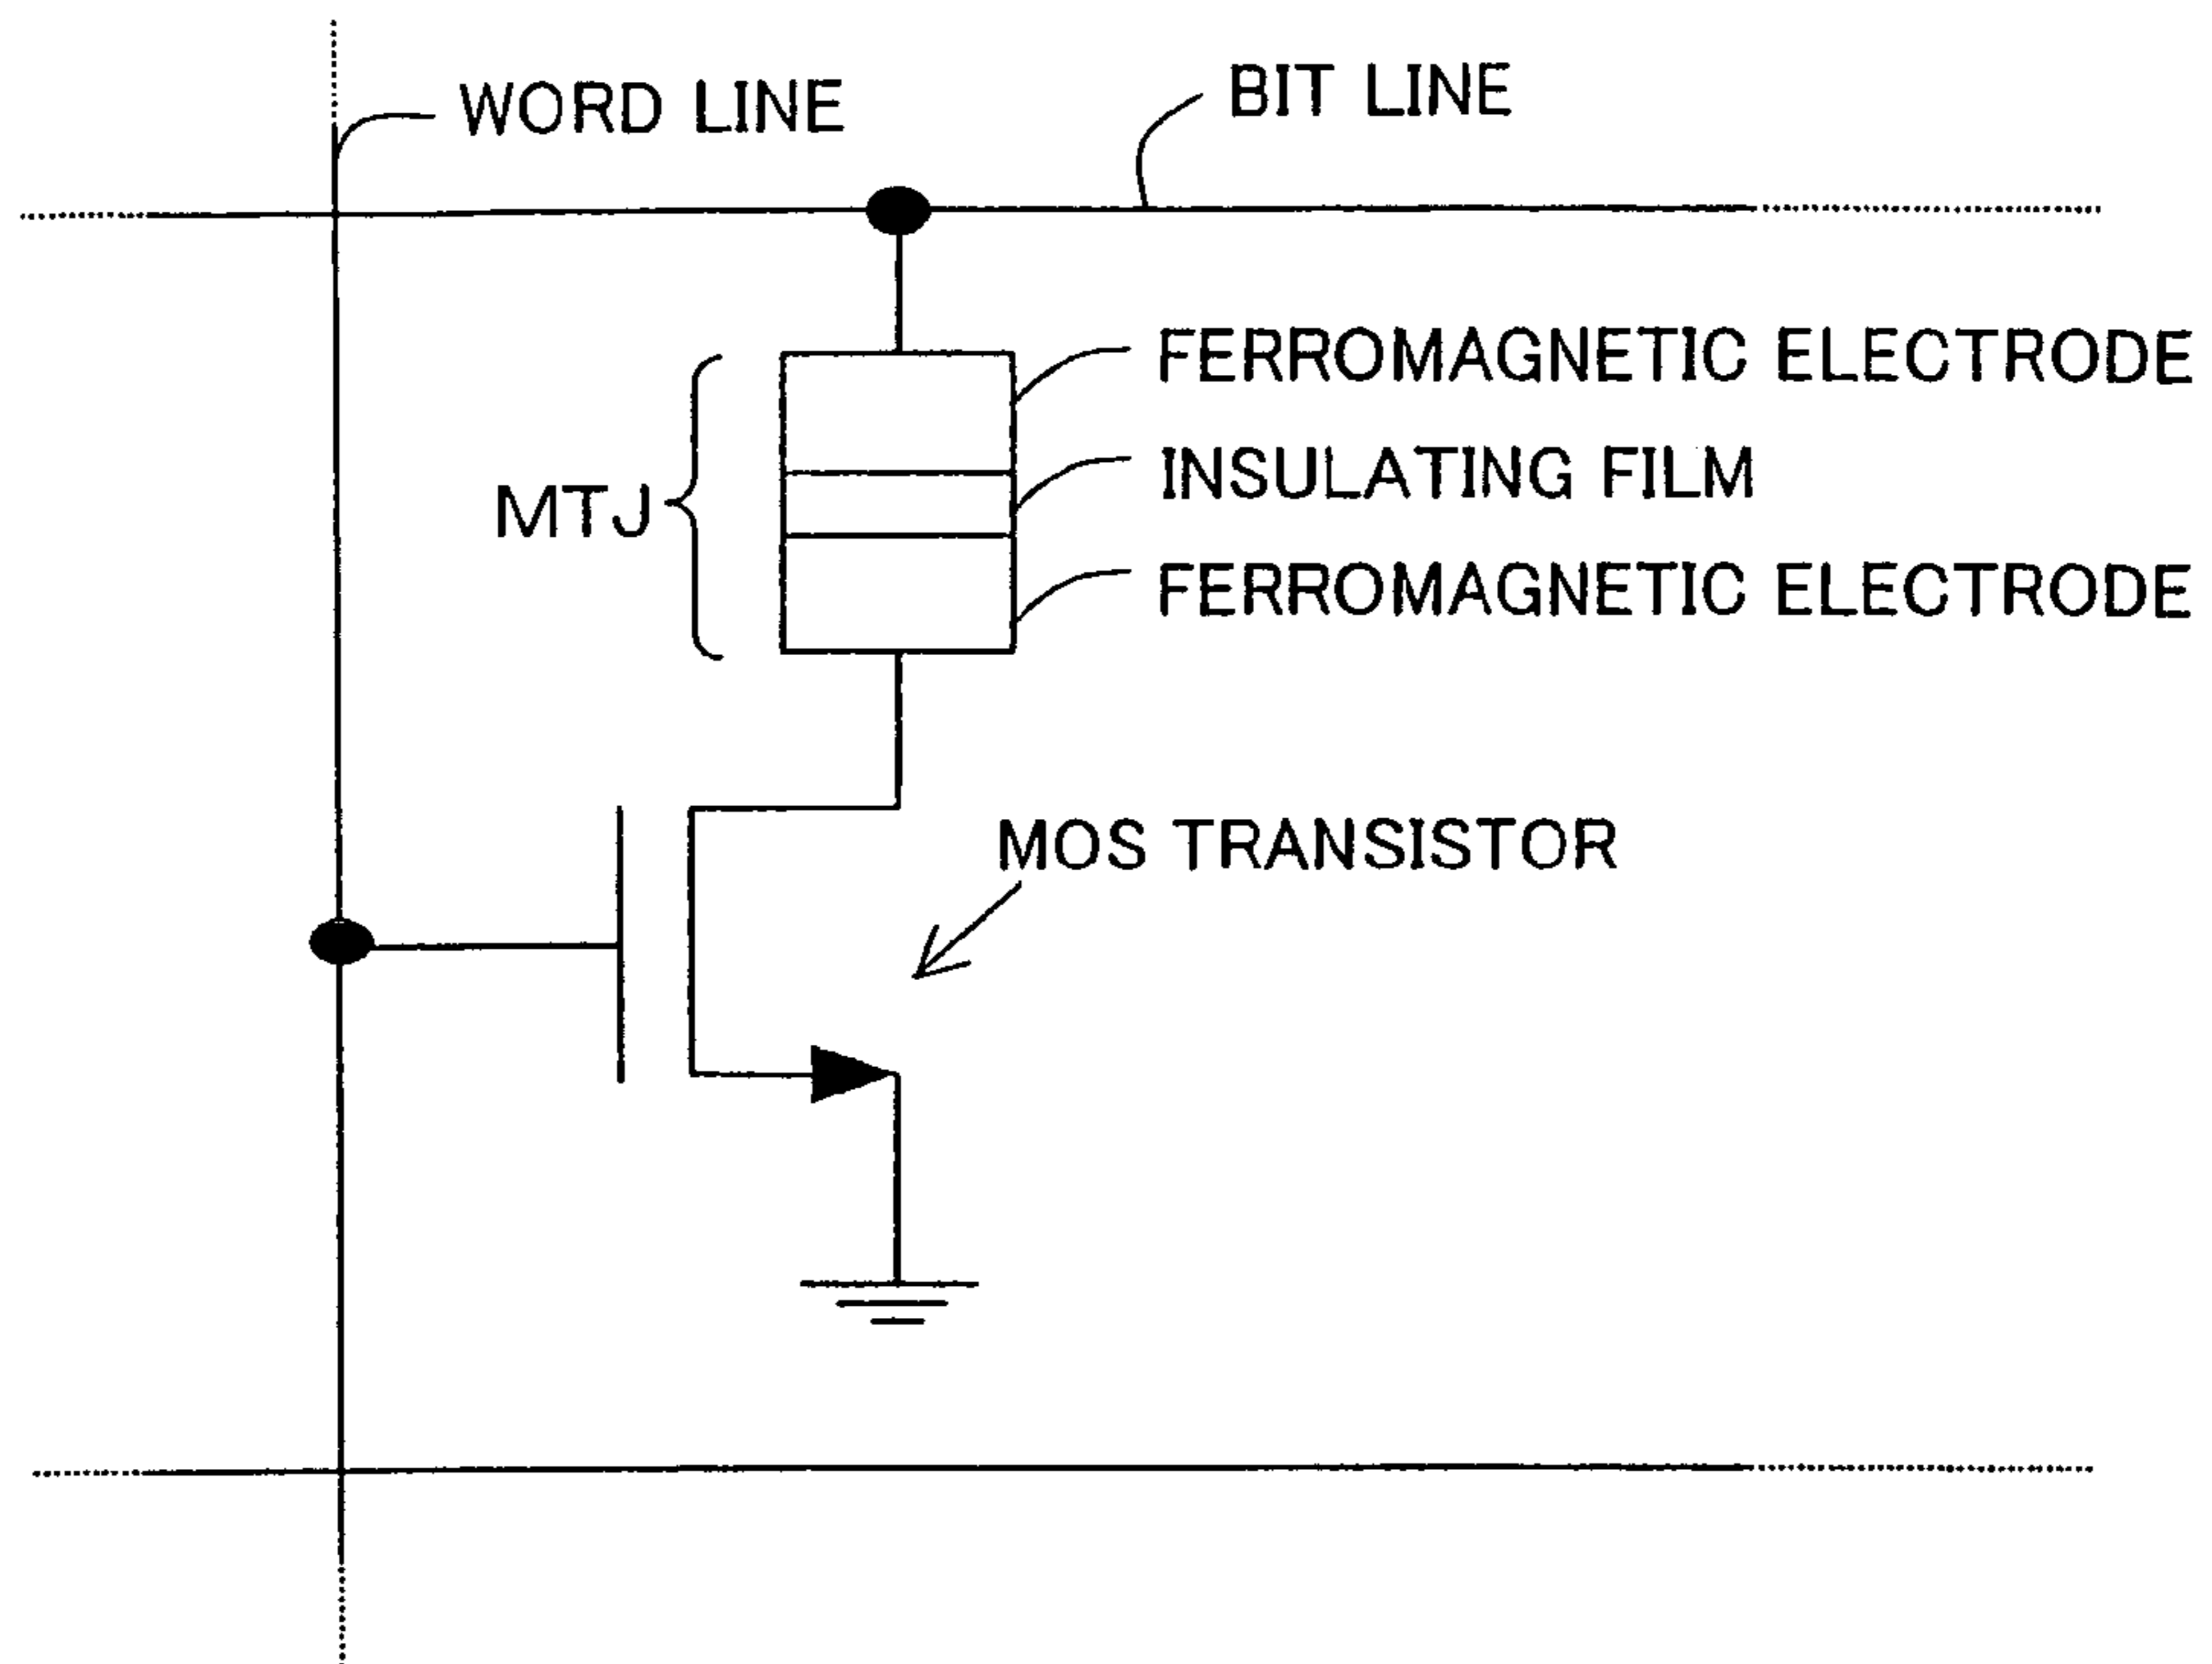 WORD LINE
BIT LINE
FERROMAGNETIC ELECTRODE
INSULATING FILM
MTJ
FERROMAGNETIC ELECTRODE
MOS TRANSISTOR